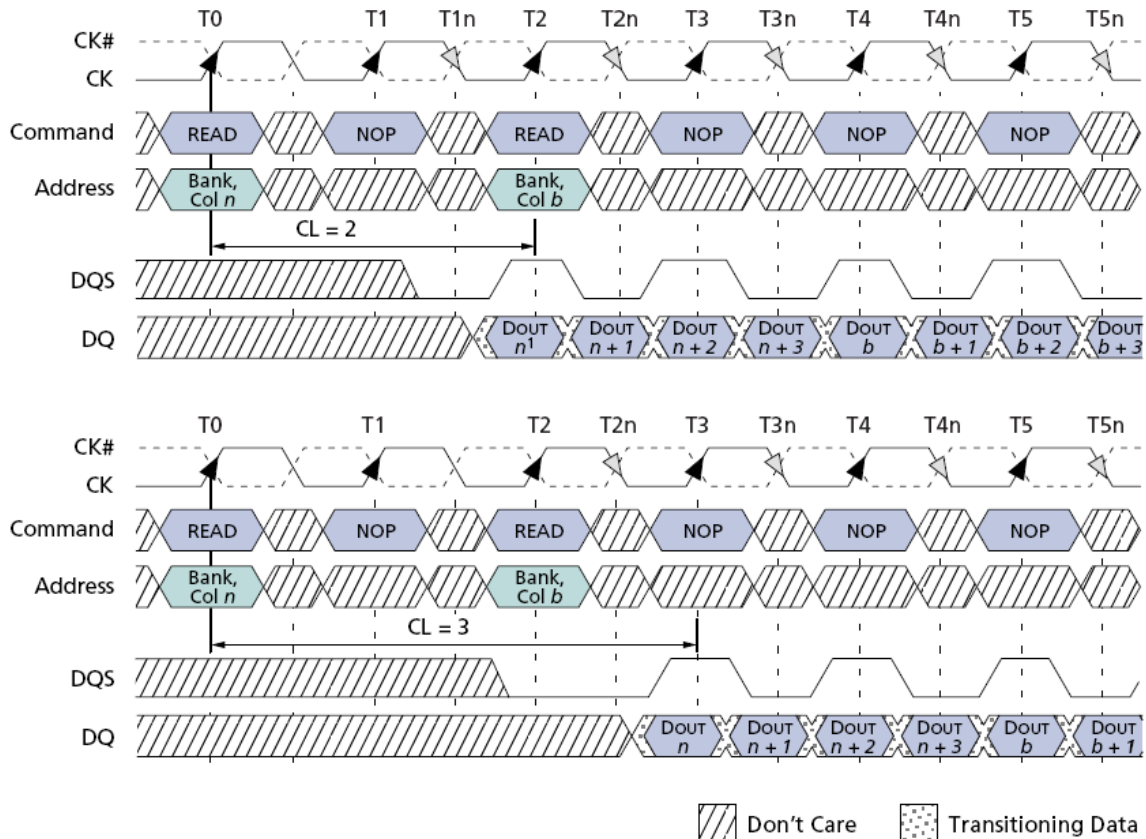 T0 T1 T1n T2 T2n T3 T3n T4 T4n T5 T5n
CK#
CK
Command READ NOP READ NOP NOP NOP
Address Bank, Col n Bank, Col b
CL = 2
DQS
DQ DOUT n¹ DOUT n + 1 DOUT n + 2 DOUT n + 3 DOUT b DOUT b + 1 DOUT b + 2 DOUT b + 3
T0 T1 T2 T2n T3 T3n T4 T4n T5 T5n
CK#
CK
Command READ NOP READ NOP NOP NOP
Address Bank, Col n Bank, Col b
CL = 3
DQS
DQ DOUT n DOUT n + 1 DOUT n + 2 DOUT n + 3 DOUT b DOUT b + 1
Don't Care Transitioning Data